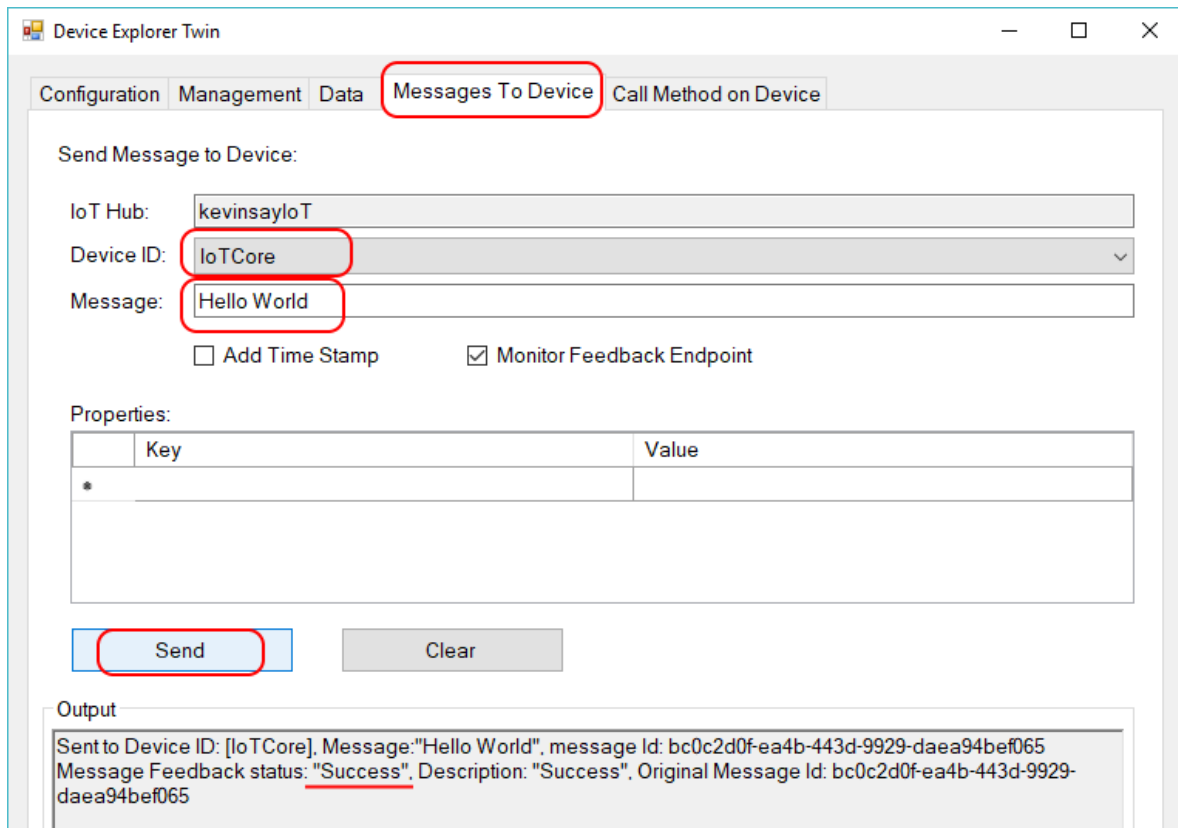 Device Explorer Twin
Configuration Management Data Messages To Device Call Method on Device
Send Message to Device:
IoT Hub: kevinsayIoT
Device ID: IoTCore
Message: Hello World
Add Time Stamp Monitor Feedback Endpoint
Properties:
Key Value
*
Send Clear
Output
Sent to Device ID: [IoTCore], Message:"Hello World", message Id: bc0c2d0f-ea4b-443d-9929-daea94bef065
Message Feedback status: "Success", Description: "Success", Original Message Id: bc0c2d0f-ea4b-443d-9929-
daea94bef065